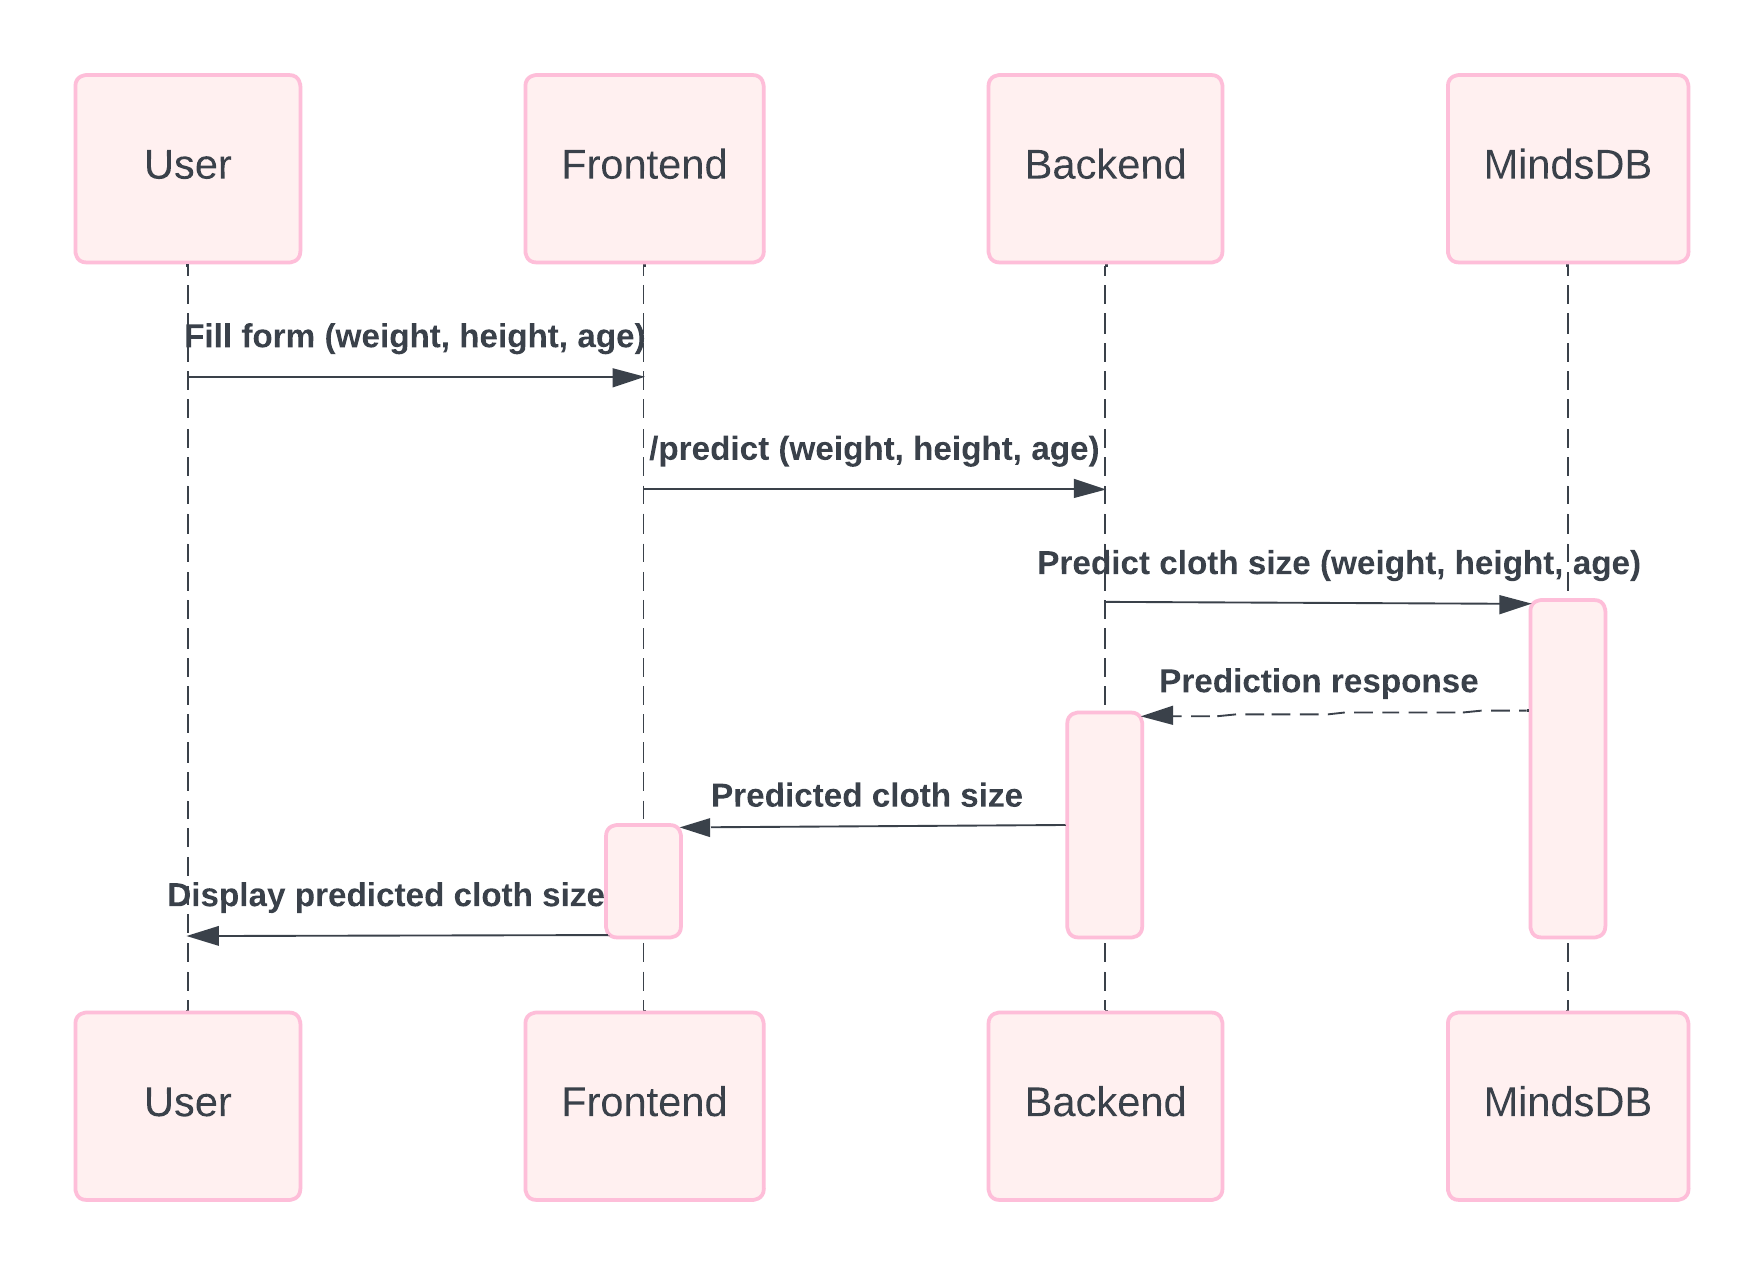 User
Frontend
Backend
MindsDB
Fill form (weight, height, age)
/predict (weight, height, age)
Predict cloth size (weight, height, age)
Prediction response
Predicted cloth size
Display predicted cloth size
User
Frontend
Backend
MindsDB